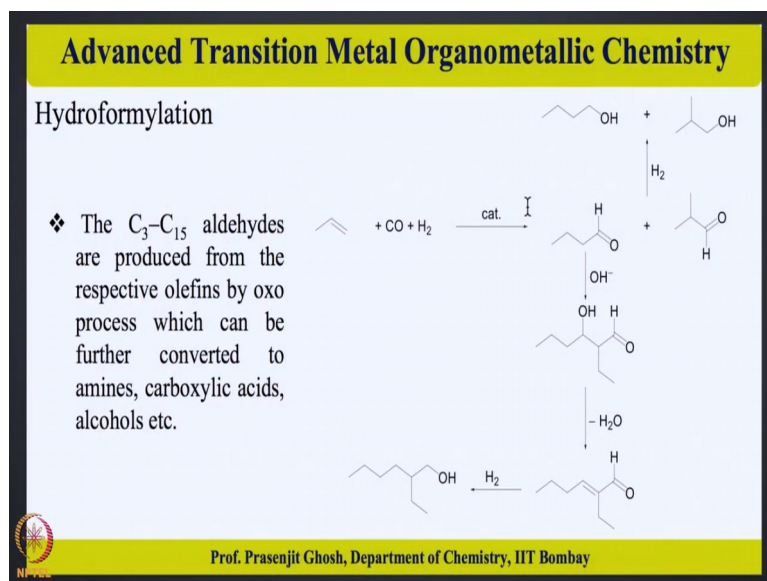 Advanced Transition Metal Organometallic Chemistry
Hydroformylation
OH + OH
H₂
❖ The C₃–C₁₅ aldehydes
are produced from the
respective olefins by oxo
process which can be
further converted to
amines, carboxylic acids,
alcohols etc.
+ CO + H₂ cat. H O + O H
OH⁻
OH H
O
– H₂O
H
O
H₂
OH
Prof. Prasenjit Ghosh, Department of Chemistry, IIT Bombay
NPTEL